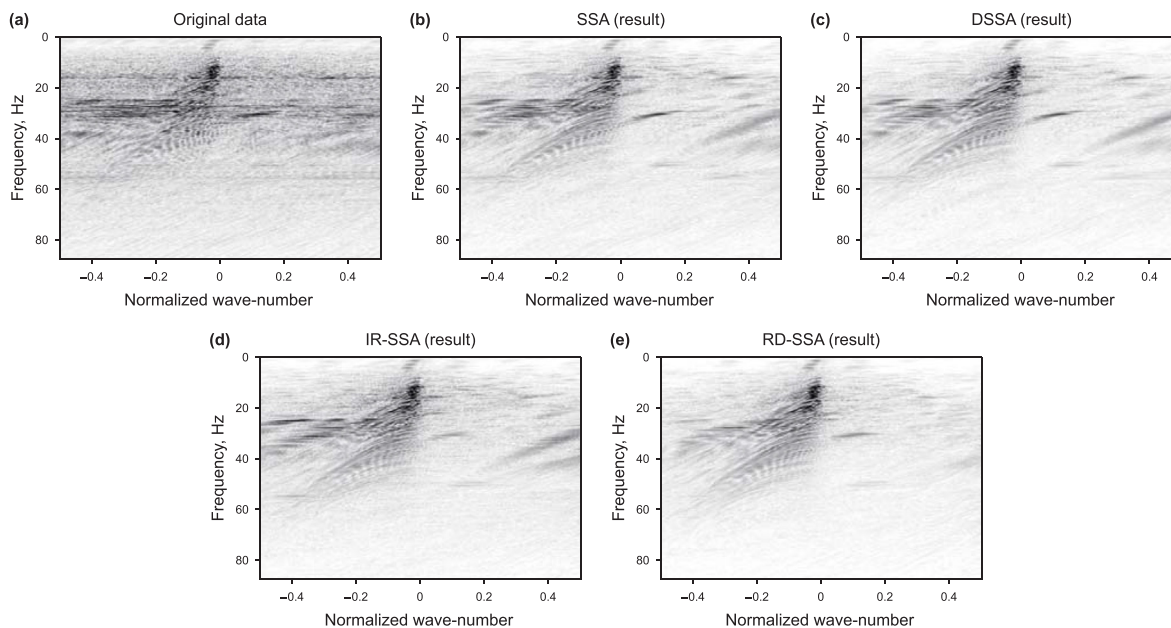 (a) Original data
(b) SSA (result)
(c) DSSA (result)
0
20
40
60
80
Frequency, Hz
−0.4 −0.2 0 0.2 0.4
Normalized wave-number
0
20
40
60
80
Frequency, Hz
−0.4 −0.2 0 0.2 0.4
Normalized wave-number
0
20
40
60
80
Frequency, Hz
−0.4 −0.2 0 0.2 0.4
Normalized wave-number
(d) IR-SSA (result)
(e) RD-SSA (result)
0
20
40
60
80
Frequency, Hz
−0.4 −0.2 0 0.2 0.4
Normalized wave-number
0
20
40
60
80
Frequency, Hz
−0.4 −0.2 0 0.2 0.4
Normalized wave-number